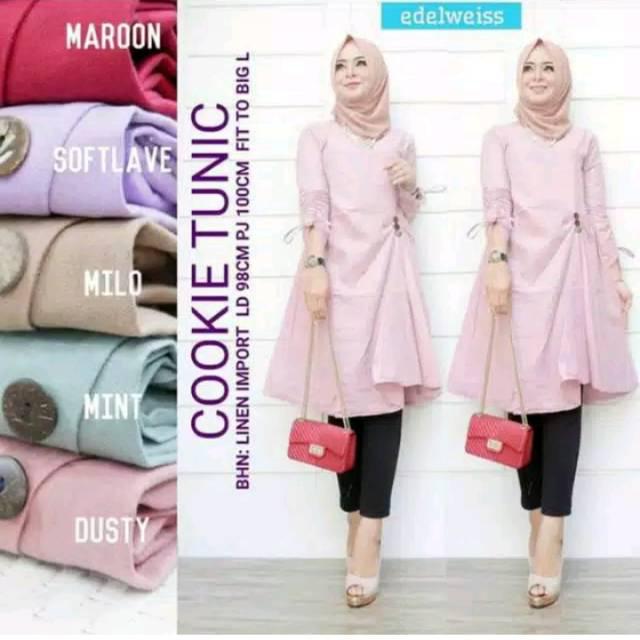 MAROON
SOFTLAVE
MILO
MINT
DUSTY
COOKIE TUNIC
BHN: LINEN IMPORT LD 98CM PJ 100CM FIT TO BIG L
edelweiss